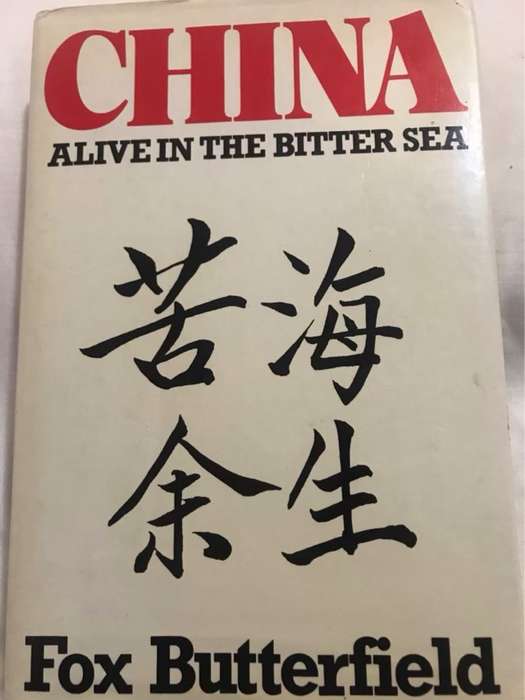 CHINA
ALIVE IN THE BITTER SEA
苦海
余生
Fox Butterfield